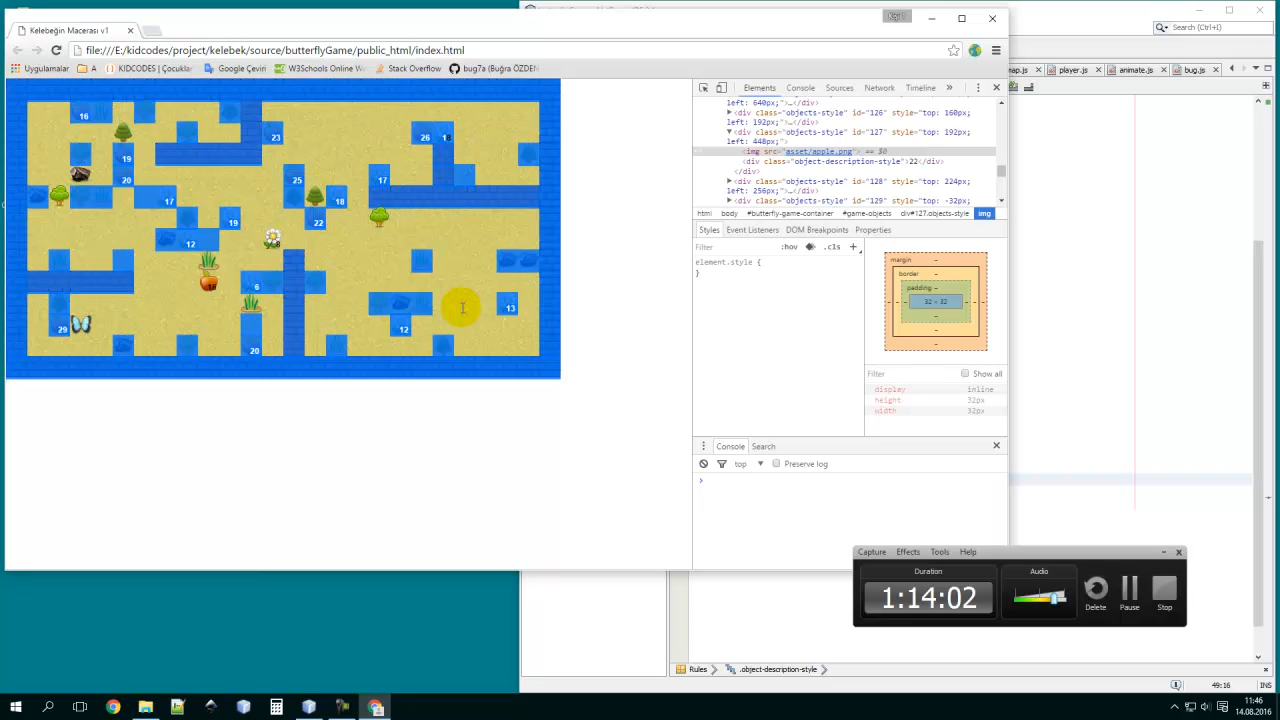 Kişi 1
Kelebeğin Macerası v1
Search (Ctrl+I)
file:///E:/kidcodes/project/kelebek/source/butterflyGame/public_html/index.html
Uygulamalar
A
KIDCODES | Çocuklar
Google Çeviri
W3Schools Online We
Stack Overflow
bug7a (Buğra ÖZDEN
map.js
player.js
animate.js
bug.js
Elements
Console
Sources
Network
Timeline
»
left: 640px;">…</div>
▶<div class="objects-style" id="126" style="top: 160px;
left: 192px;">…</div>
▼<div class="objects-style" id="127" style="top: 192px;
left: 448px;">
<img src="asset/apple.png"> == $0
<div class="object-description-style">22</div>
</div>
▶<div class="objects-style" id="128" style="top: 224px;
left: 256px;">…</div>
▶<div class="objects-style" id="129" style="top: -32px;
html
body
#butterfly-game-container
#game-objects
div#127.objects-style
img
Styles
Event Listeners
DOM Breakpoints
Properties
Filter
:hov
.cls
+
element.style {
}
margin
border
padding
32 × 32
Filter
Show all
display
inline
height
32px
width
32px
Console
Search
top
Preserve log
16
23
26
18
19
20
25
17
17
18
19
22
12
8
6
13
29
12
20
Capture
Effects
Tools
Help
Duration
Audio
1:14:02
Delete
Pause
Stop
Rules
.object-description-style
49:16
INS
11:46
14.08.2016